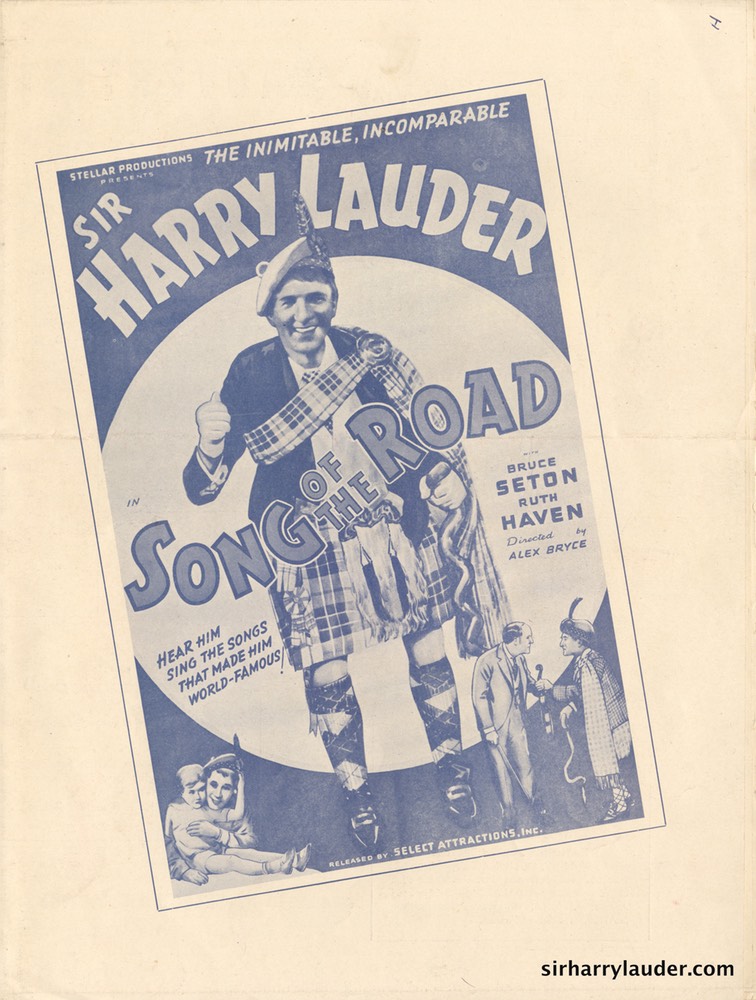 H
STELLAR PRODUCTIONS
PRESENTS
THE INIMITABLE, INCOMPARABLE
SIR
HARRY LAUDER
IN
SONG OF THE ROAD
WITH
BRUCE
SETON
RUTH
HAVEN
Directed by
ALEX BRYCE
HEAR HIM
SING THE SONGS
THAT MADE HIM
WORLD-FAMOUS!
RELEASED BY SELECT ATTRACTIONS, INC.
sirharrylauder.com